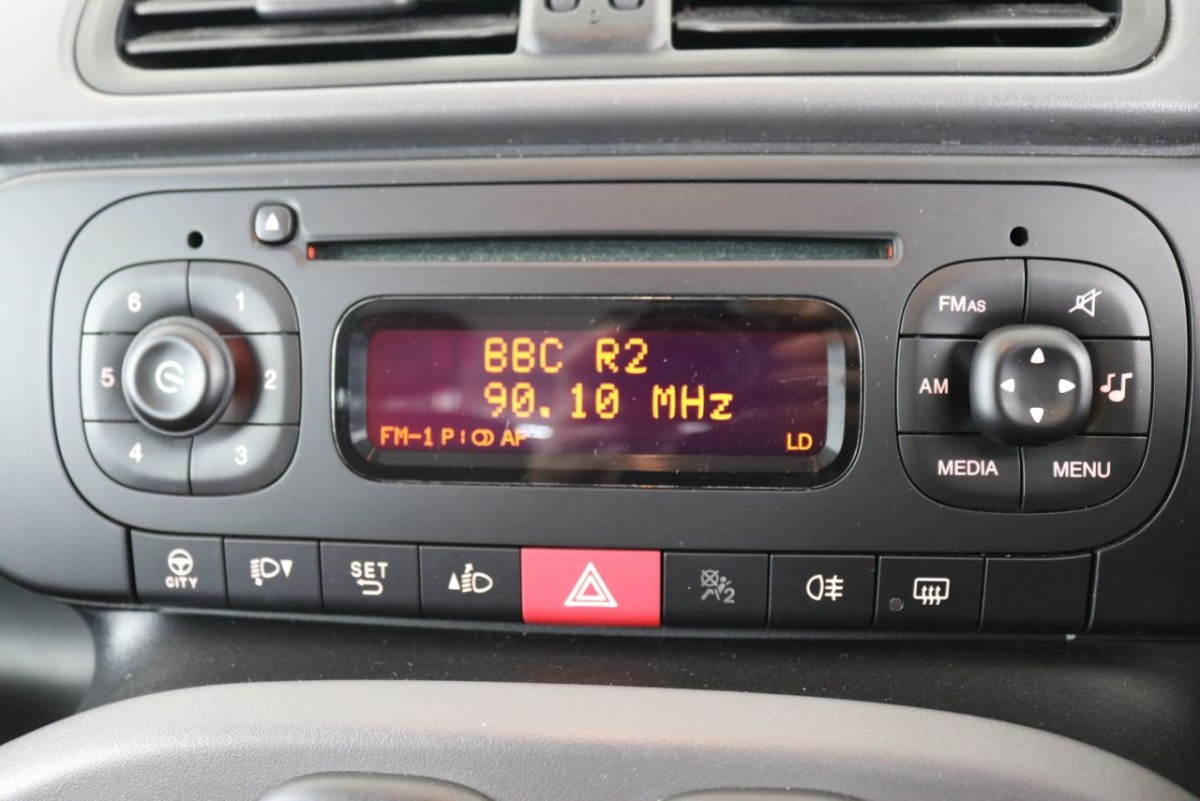 6 1
5 2
4 3
BBC R2
90.10 MHz
FM-1 P: AF LD
FMAS
AM
MEDIA MENU
CITY
SET
2